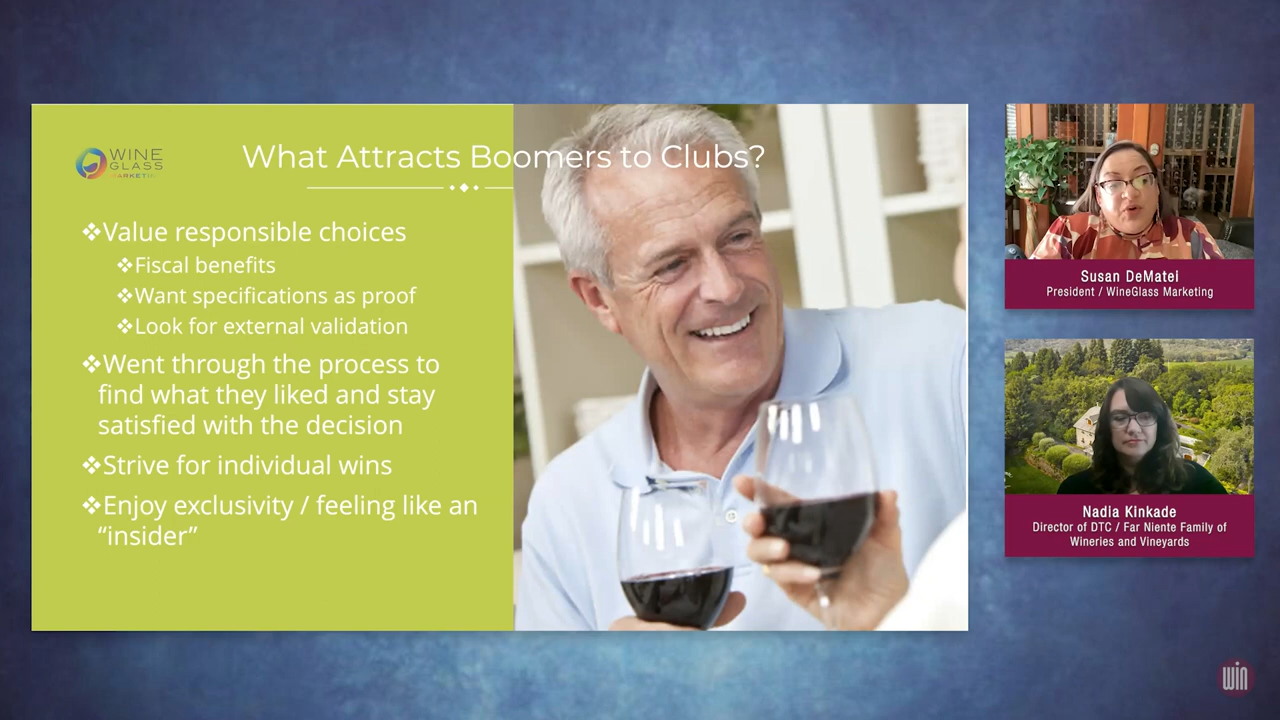 WINE
GLASS
MARKETING
What Attracts Boomers to Clubs?
❖Value responsible choices
❖Fiscal benefits
❖Want specifications as proof
❖Look for external validation
❖Went through the process to
find what they liked and stay
satisfied with the decision
❖Strive for individual wins
❖Enjoy exclusivity / feeling like an
“insider”
Susan DeMatei
President / WineGlass Marketing
Nadia Kinkade
Director of DTC / Far Niente Family of
Wineries and Vineyards
win